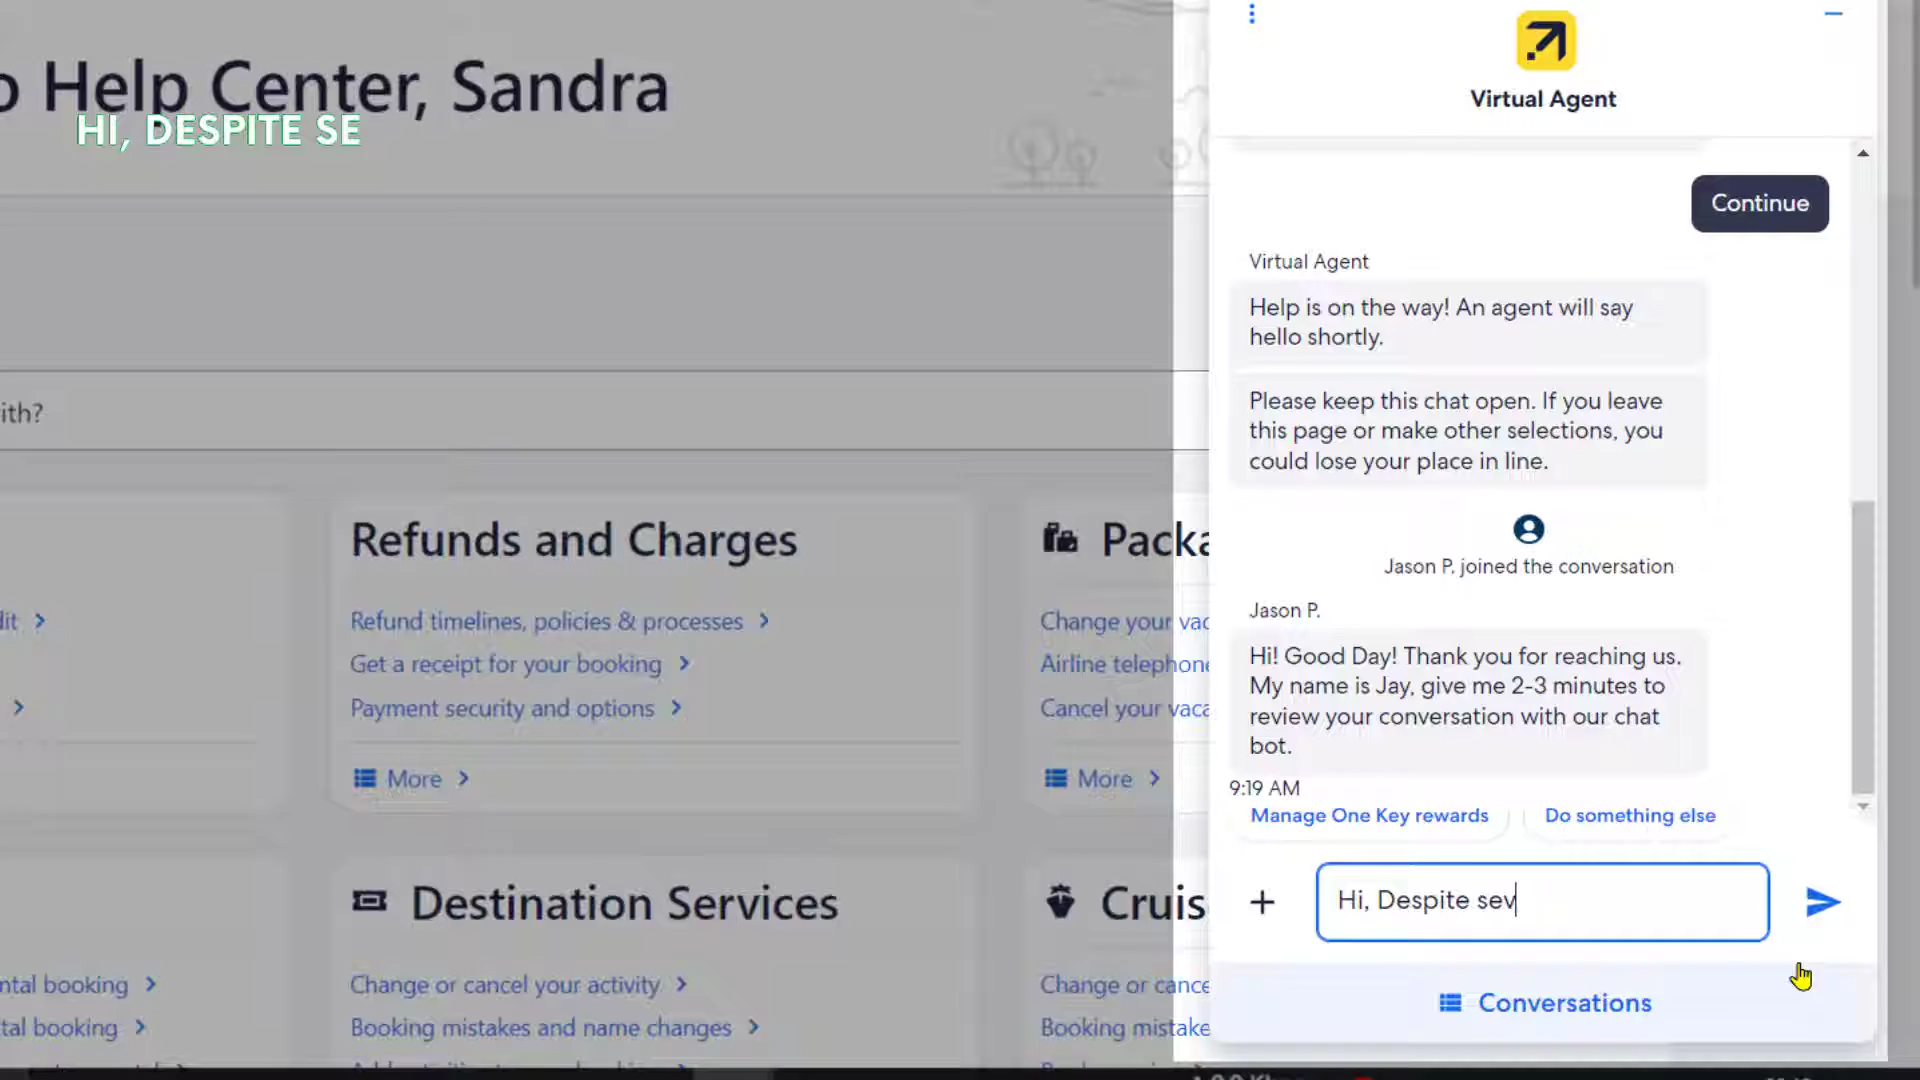 o Help Center, Sandra
HI, DESPITE SE
ith?
dit
Refunds and Charges
Refund timelines, policies & processes
Get a receipt for your booking
Payment security and options
More
Packa
Change your vac
Airline telephone
Cancel your vaca
More
ntal booking
tal booking
Destination Services
Change or cancel your activity
Booking mistakes and name changes
Cruis
Change or cance
Booking mistake
Virtual Agent
Continue
Virtual Agent
Help is on the way! An agent will say
hello shortly.
Please keep this chat open. If you leave
this page or make other selections, you
could lose your place in line.
Jason P. joined the conversation
Jason P.
Hi! Good Day! Thank you for reaching us.
My name is Jay, give me 2-3 minutes to
review your conversation with our chat
bot.
9:19 AM
Manage One Key rewards
Do something else
Hi, Despite sev
Conversations